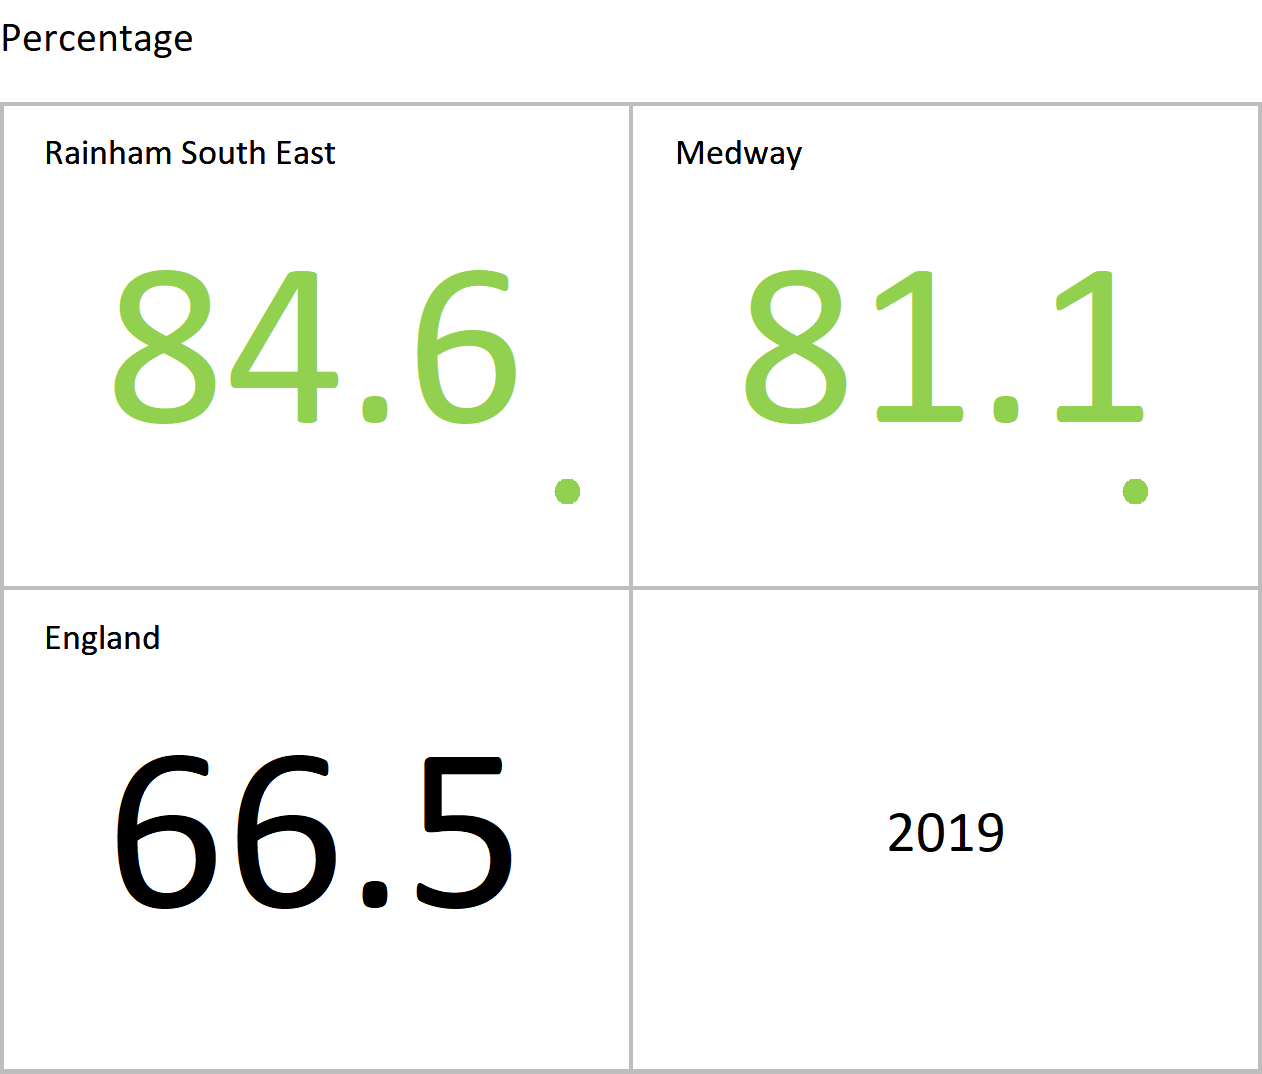 Percentage
Rainham South East
Medway
84.6
81.1
England
66.5
2019